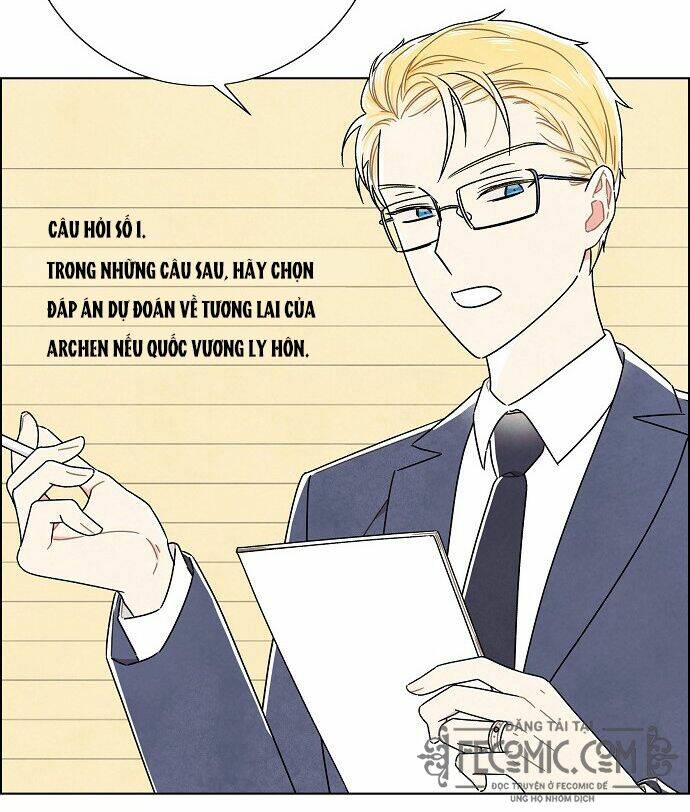 CÂU HỎI SỐ 1.
TRONG NHỮNG CÂU SAU, HÃY CHỌN
ĐÁP ÁN DỰ ĐOÁN VỀ TƯƠNG LAI CỦA
ARCHEN NẾU QUỐC VƯƠNG LY HÔN.
ĐĂNG TẢI TẠI
FECOMIC.COM
ĐỌC TRUYỆN Ở FECOMIC ĐỂ
ỦNG HỘ NHÓM DỊCH